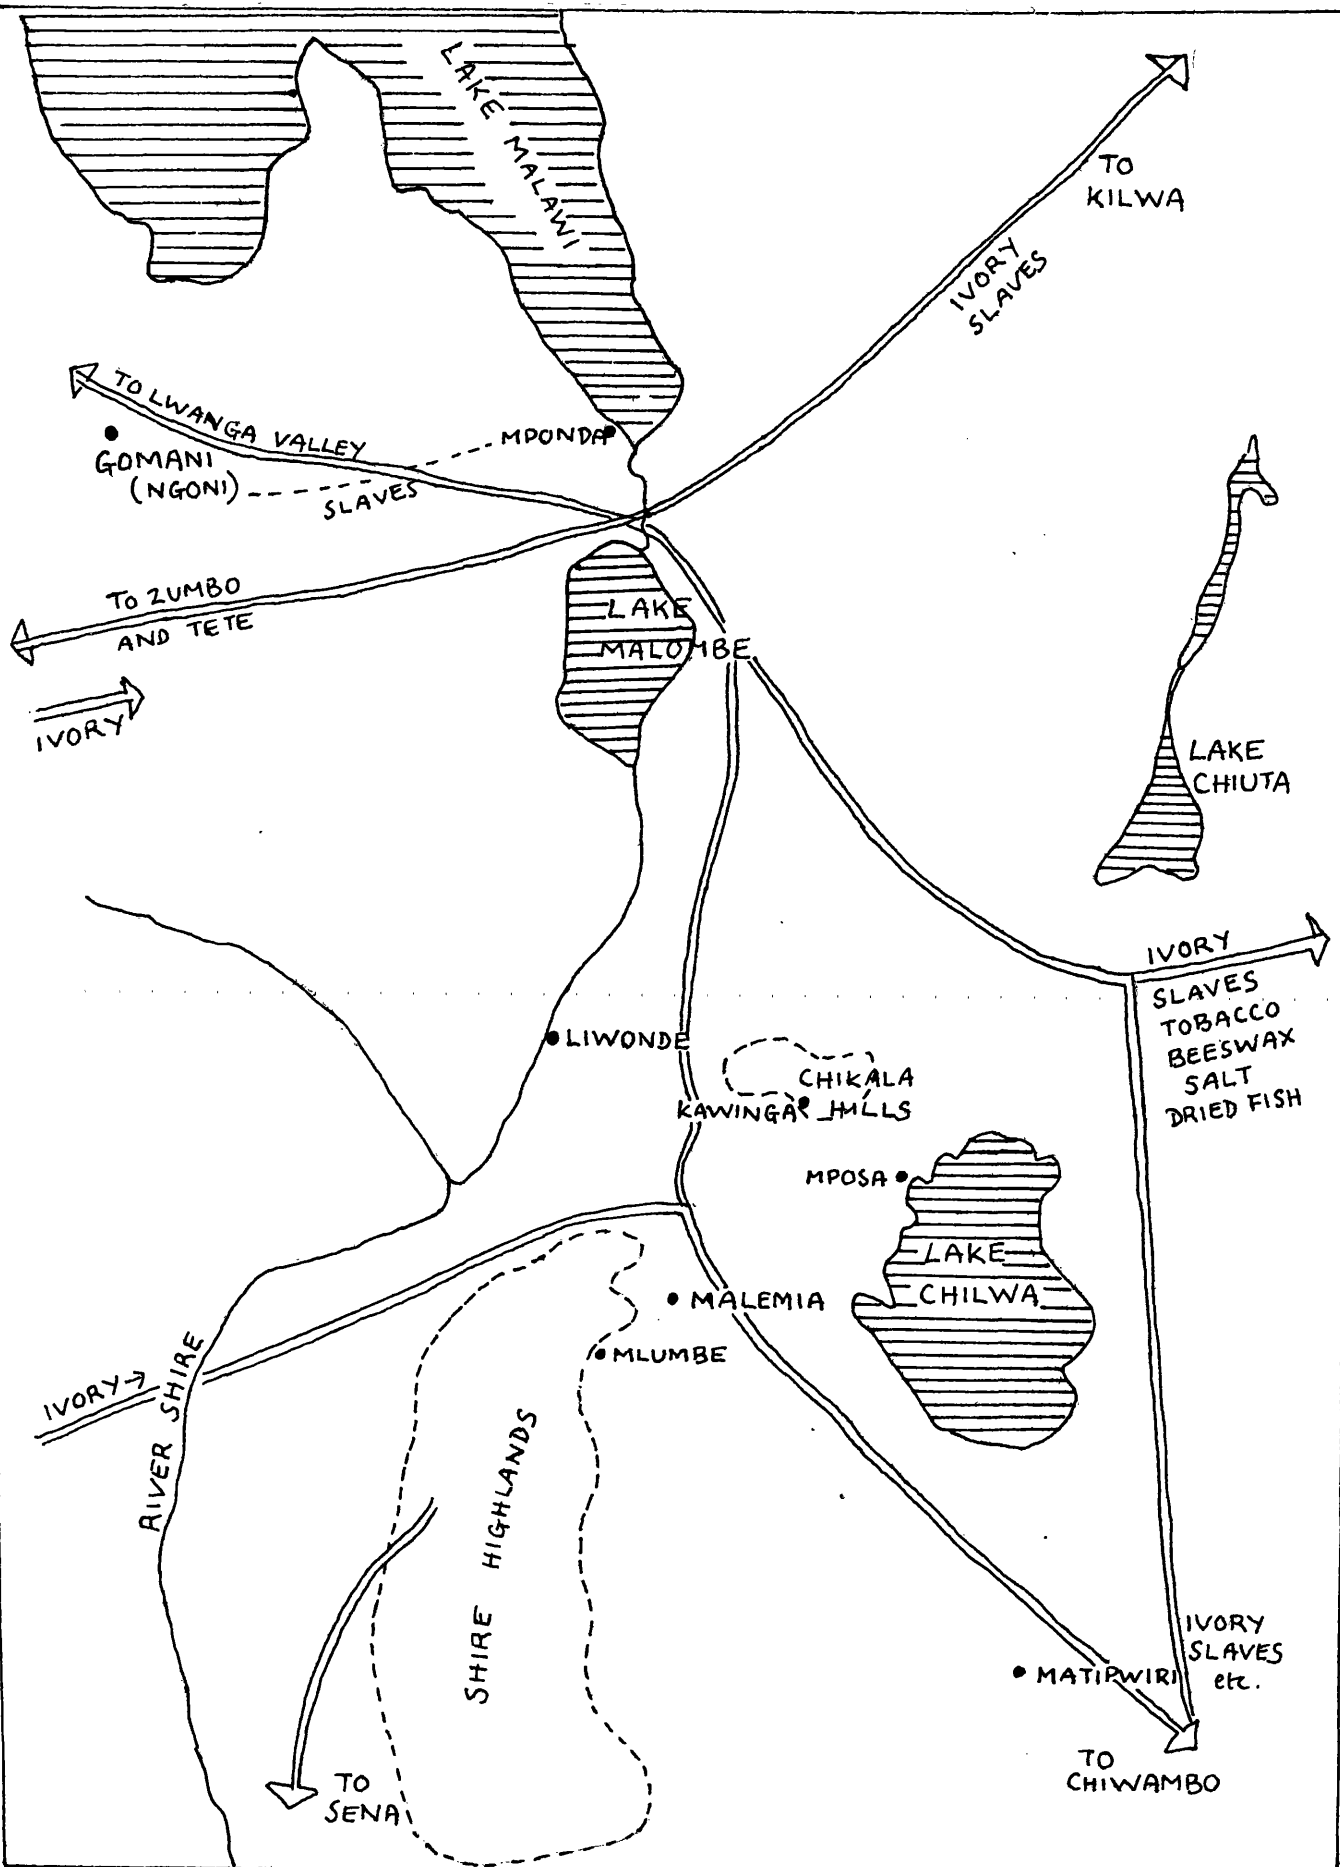 LAKE MALAWI
TO
KILWA
IVORY
SLAVES
TO LWANGA VALLEY
MPONDA
GOMANI
(NGONI)
SLAVES
TO ZUMBO
AND TETE
LAKE
MALOMBE
IVORY
LAKE
CHIUTA
IVORY
SLAVES
TOBACCO
BEESWAX
SALT
DRIED FISH
LIWONDE
CHIKALA
HILLS
KAWINGA
MPOSA
LAKE
CHILWA
MALEMIA
MLUMBE
IVORY →
RIVER SHIRE
SHIRE HIGHLANDS
IVORY
SLAVES
etc.
MATIPWIRI
TO
CHIWAMBO
TO
SENA